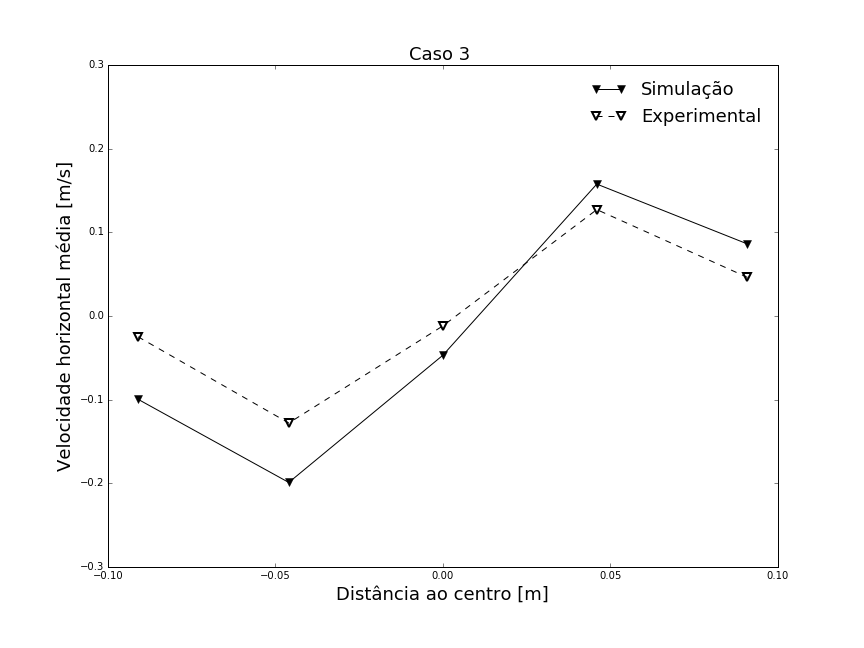 Caso 3
Simulação
Experimental
0.3
0.2
0.1
0.0
−0.1
−0.2
−0.3
Velocidade horizontal média [m/s]
−0.10 −0.05 0.00 0.05 0.10
Distância ao centro [m]